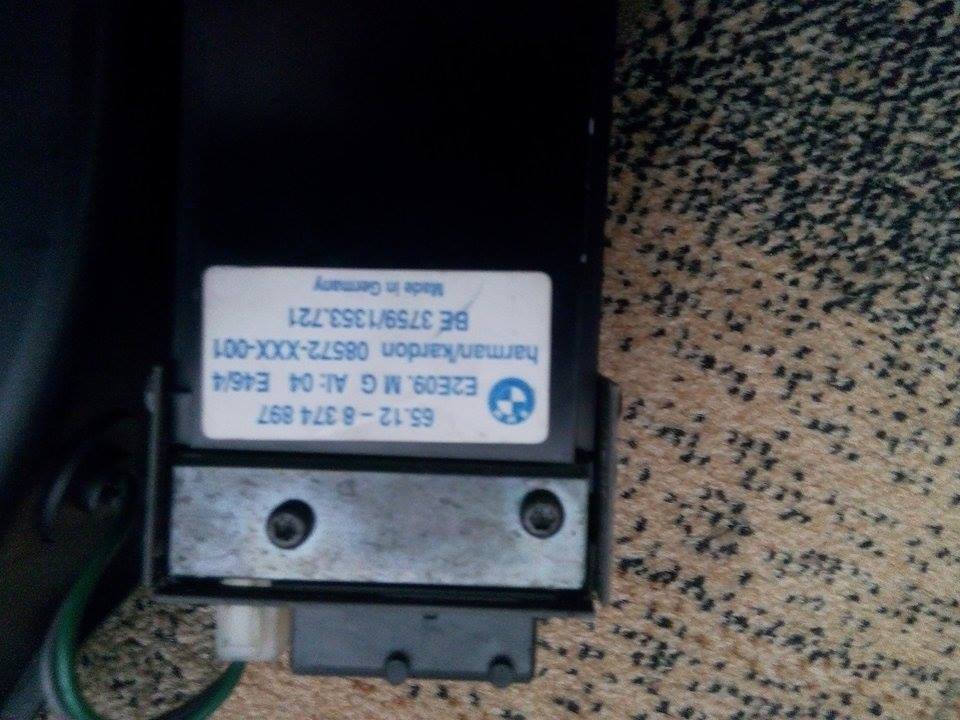 65.12 - 8 374 897
E2E09. M G AI: 04 E46/4
harman/kardon 08572-XXX-001
BE 3759/1353.721
Made in Germany